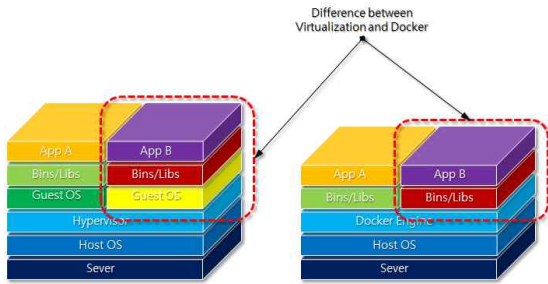 Difference between
Virtualization and Docker
App A
App B
Bins/Libs
Bins/Libs
Guest OS
Guest OS
Hypervisor
Host OS
Sever
App A
App B
Bins/Libs
Bins/Libs
Docker Engine
Host OS
Sever